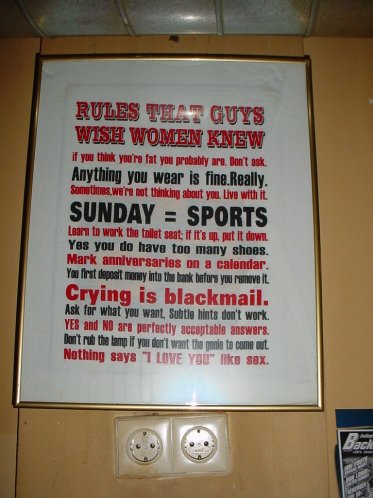 RULES THAT GUYS
WISH WOMEN KNEW
if you think you're fat you probably are. Don't ask.
Anything you wear is fine.Really.
Sometimes,we're not thinking about you. Live with it.
SUNDAY = SPORTS
Learn to work the toilet seat; if it's up, put it down.
Yes you do have too many shoes.
Mark anniversaries on a calendar.
You first deposit money into the bank before you remove it.
Crying is blackmail.
Ask for what you want, Subtle hints don't work.
YES and NO are perfectly acceptable answers.
Don't rub the lamp if you don't want the genie to come out.
Nothing says "I LOVE YOU" like sex.
Back